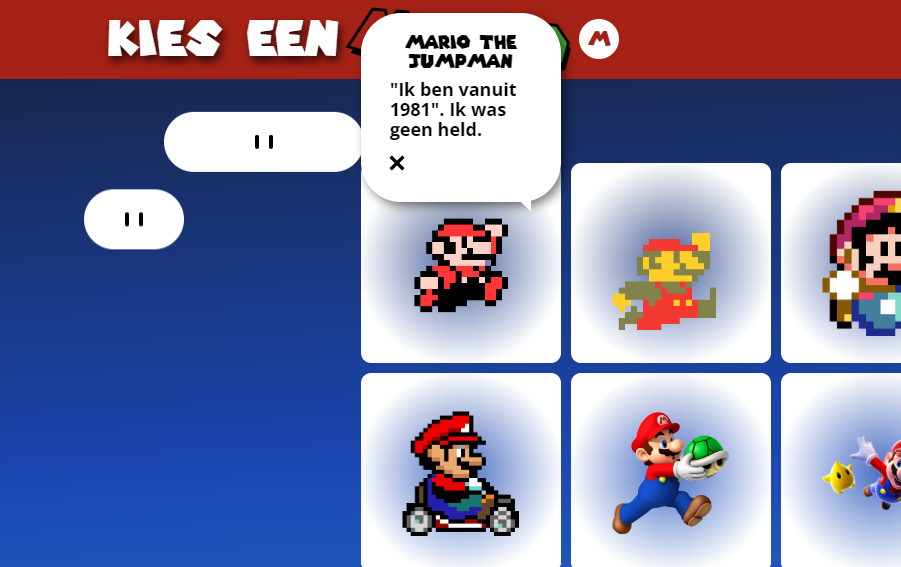 KIES EEN
M
MARIO THE
JUMPMAN
"Ik ben vanuit
1981". Ik was
geen held.